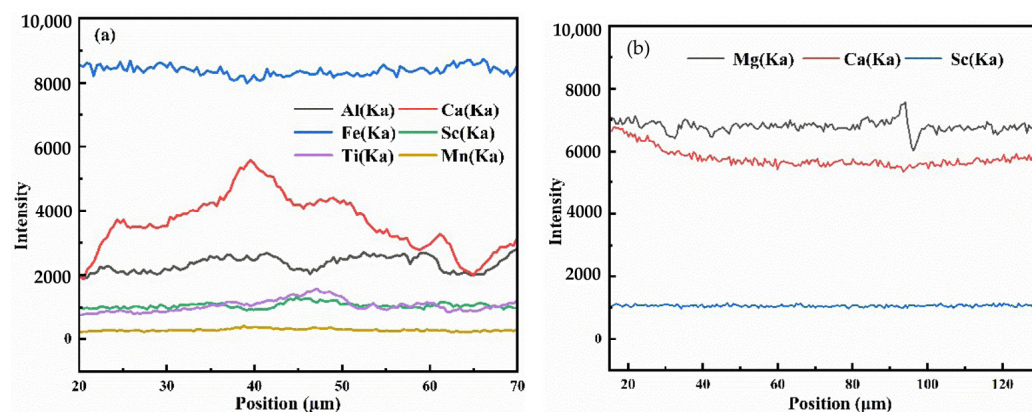 10,000
(a)
8000
Al(Ka) Ca(Ka)
Fe(Ka) Sc(Ka)
Ti(Ka) Mn(Ka)
6000
4000
2000
0
Intensity
20 30 40 50 60 70
Position (μm)
10,000
(b)
Mg(Ka) Ca(Ka) Sc(Ka)
8000
6000
4000
2000
0
Intensity
20 40 60 80 100 120
Position (μm)